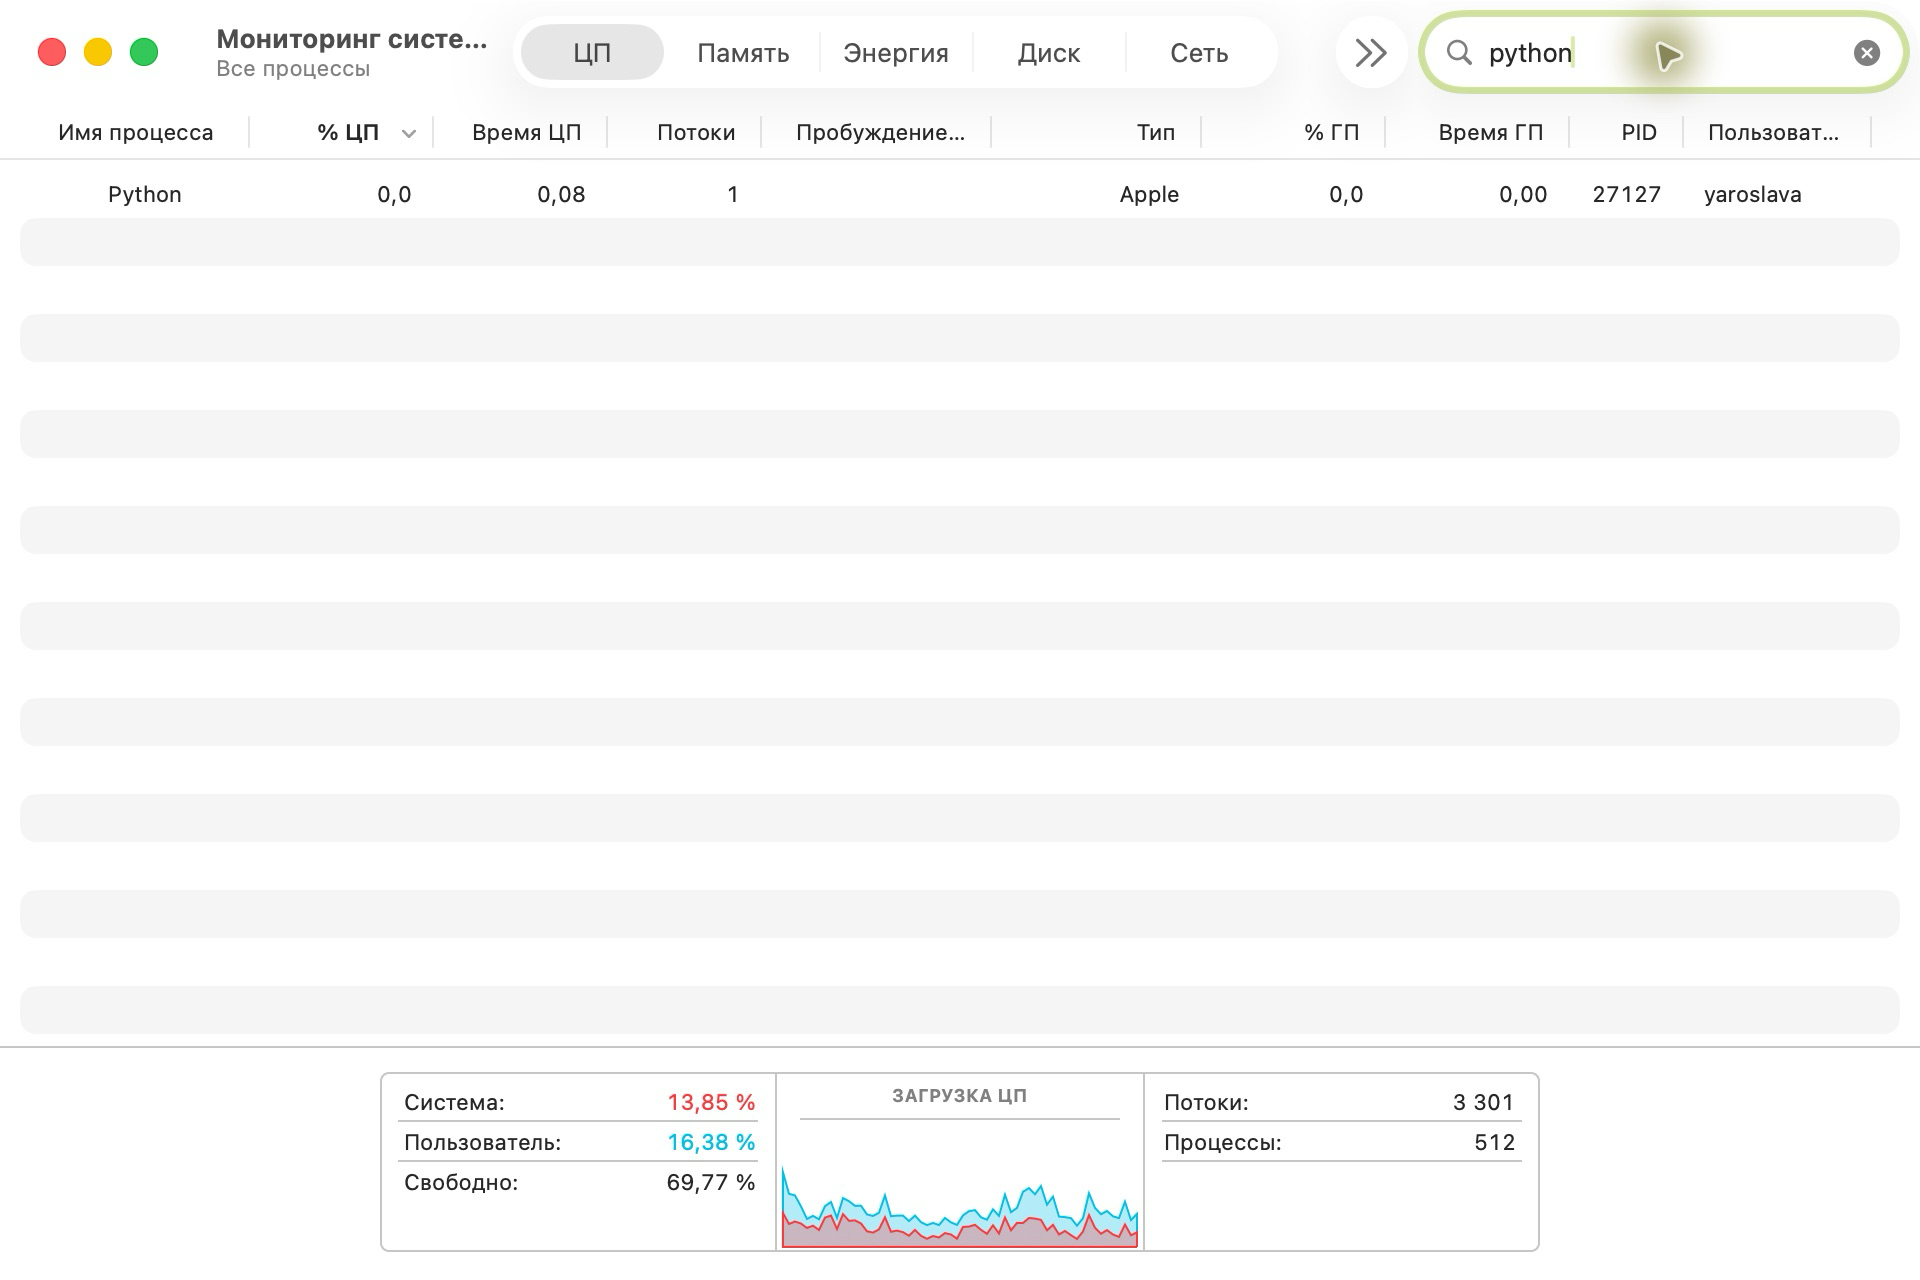 Мониторинг систе...
Все процессы
ЦП Память Энергия Диск Сеть
python
Имя процесса % ЦП Время ЦП Потоки Пробуждение... Тип % ГП Время ГП PID Пользоват...
Python 0,0 0,08 1 Apple 0,0 0,00 27127 yaroslava
Система: 13,85 %
Пользователь: 16,38 %
Свободно: 69,77 %
ЗАГРУЗКА ЦП
Потоки: 3 301
Процессы: 512